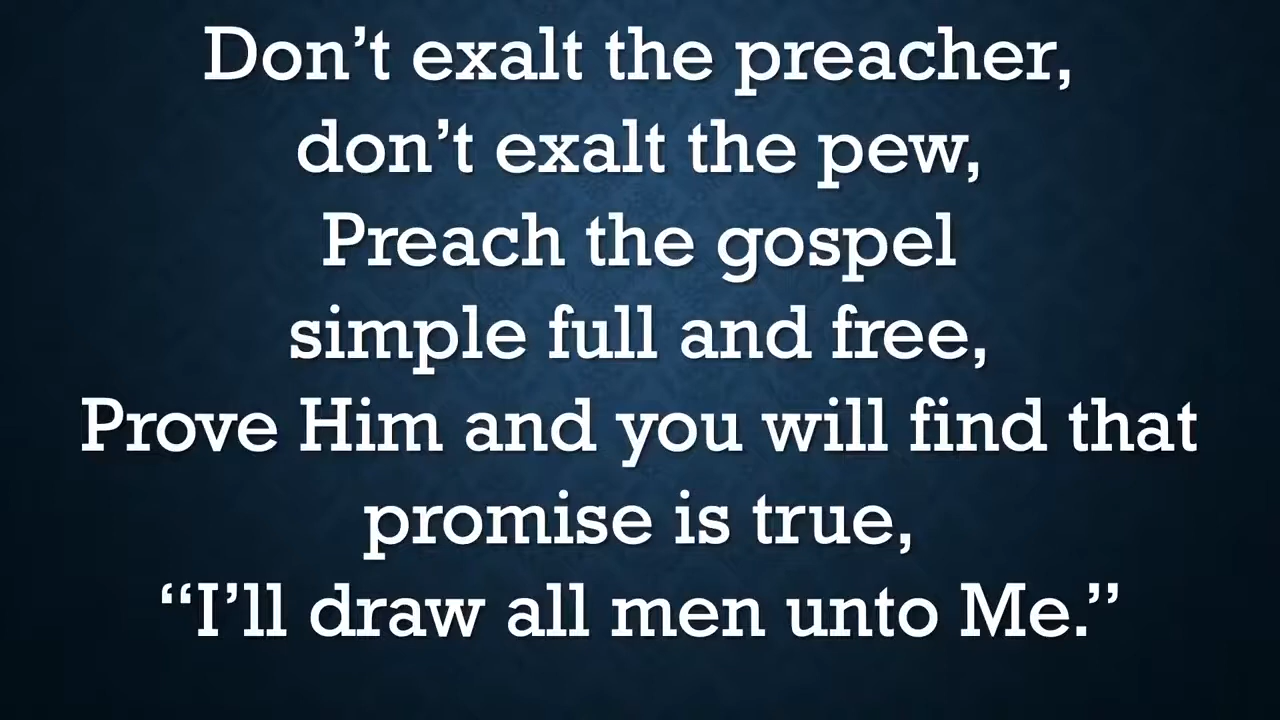 Don’t exalt the preacher,
don’t exalt the pew,
Preach the gospel
simple full and free,
Prove Him and you will find that
promise is true,
“I’ll draw all men unto Me.”